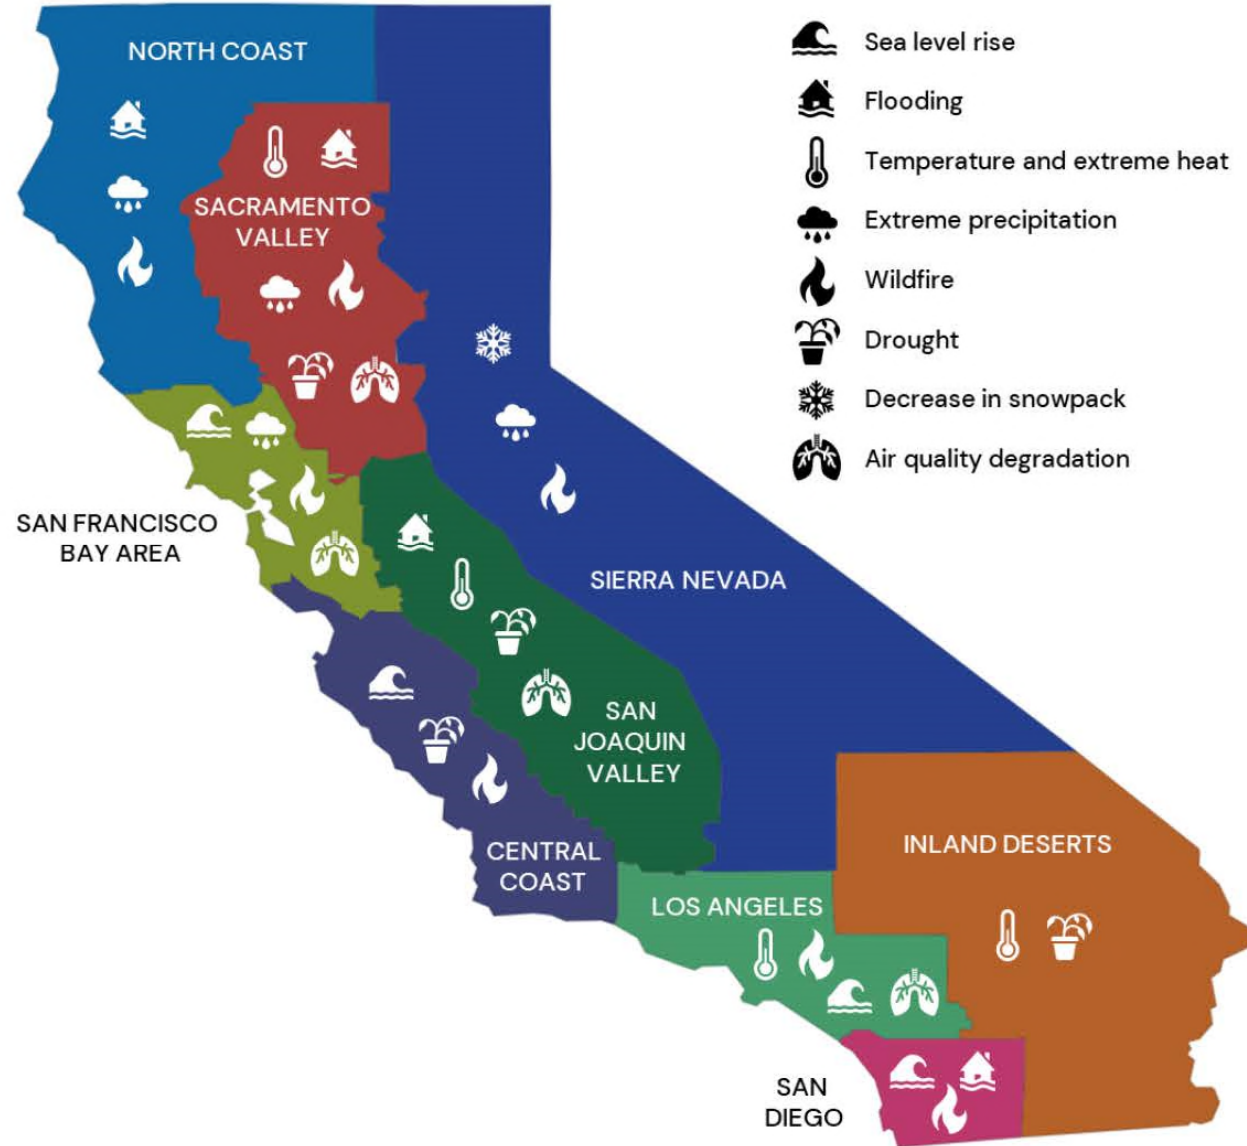 NORTH COAST
SACRAMENTO
VALLEY
SAN FRANCISCO
BAY AREA
SIERRA NEVADA
SAN
JOAQUIN
VALLEY
CENTRAL
COAST
INLAND DESERTS
LOS ANGELES
SAN
DIEGO
Sea level rise
Flooding
Temperature and extreme heat
Extreme precipitation
Wildfire
Drought
Decrease in snowpack
Air quality degradation